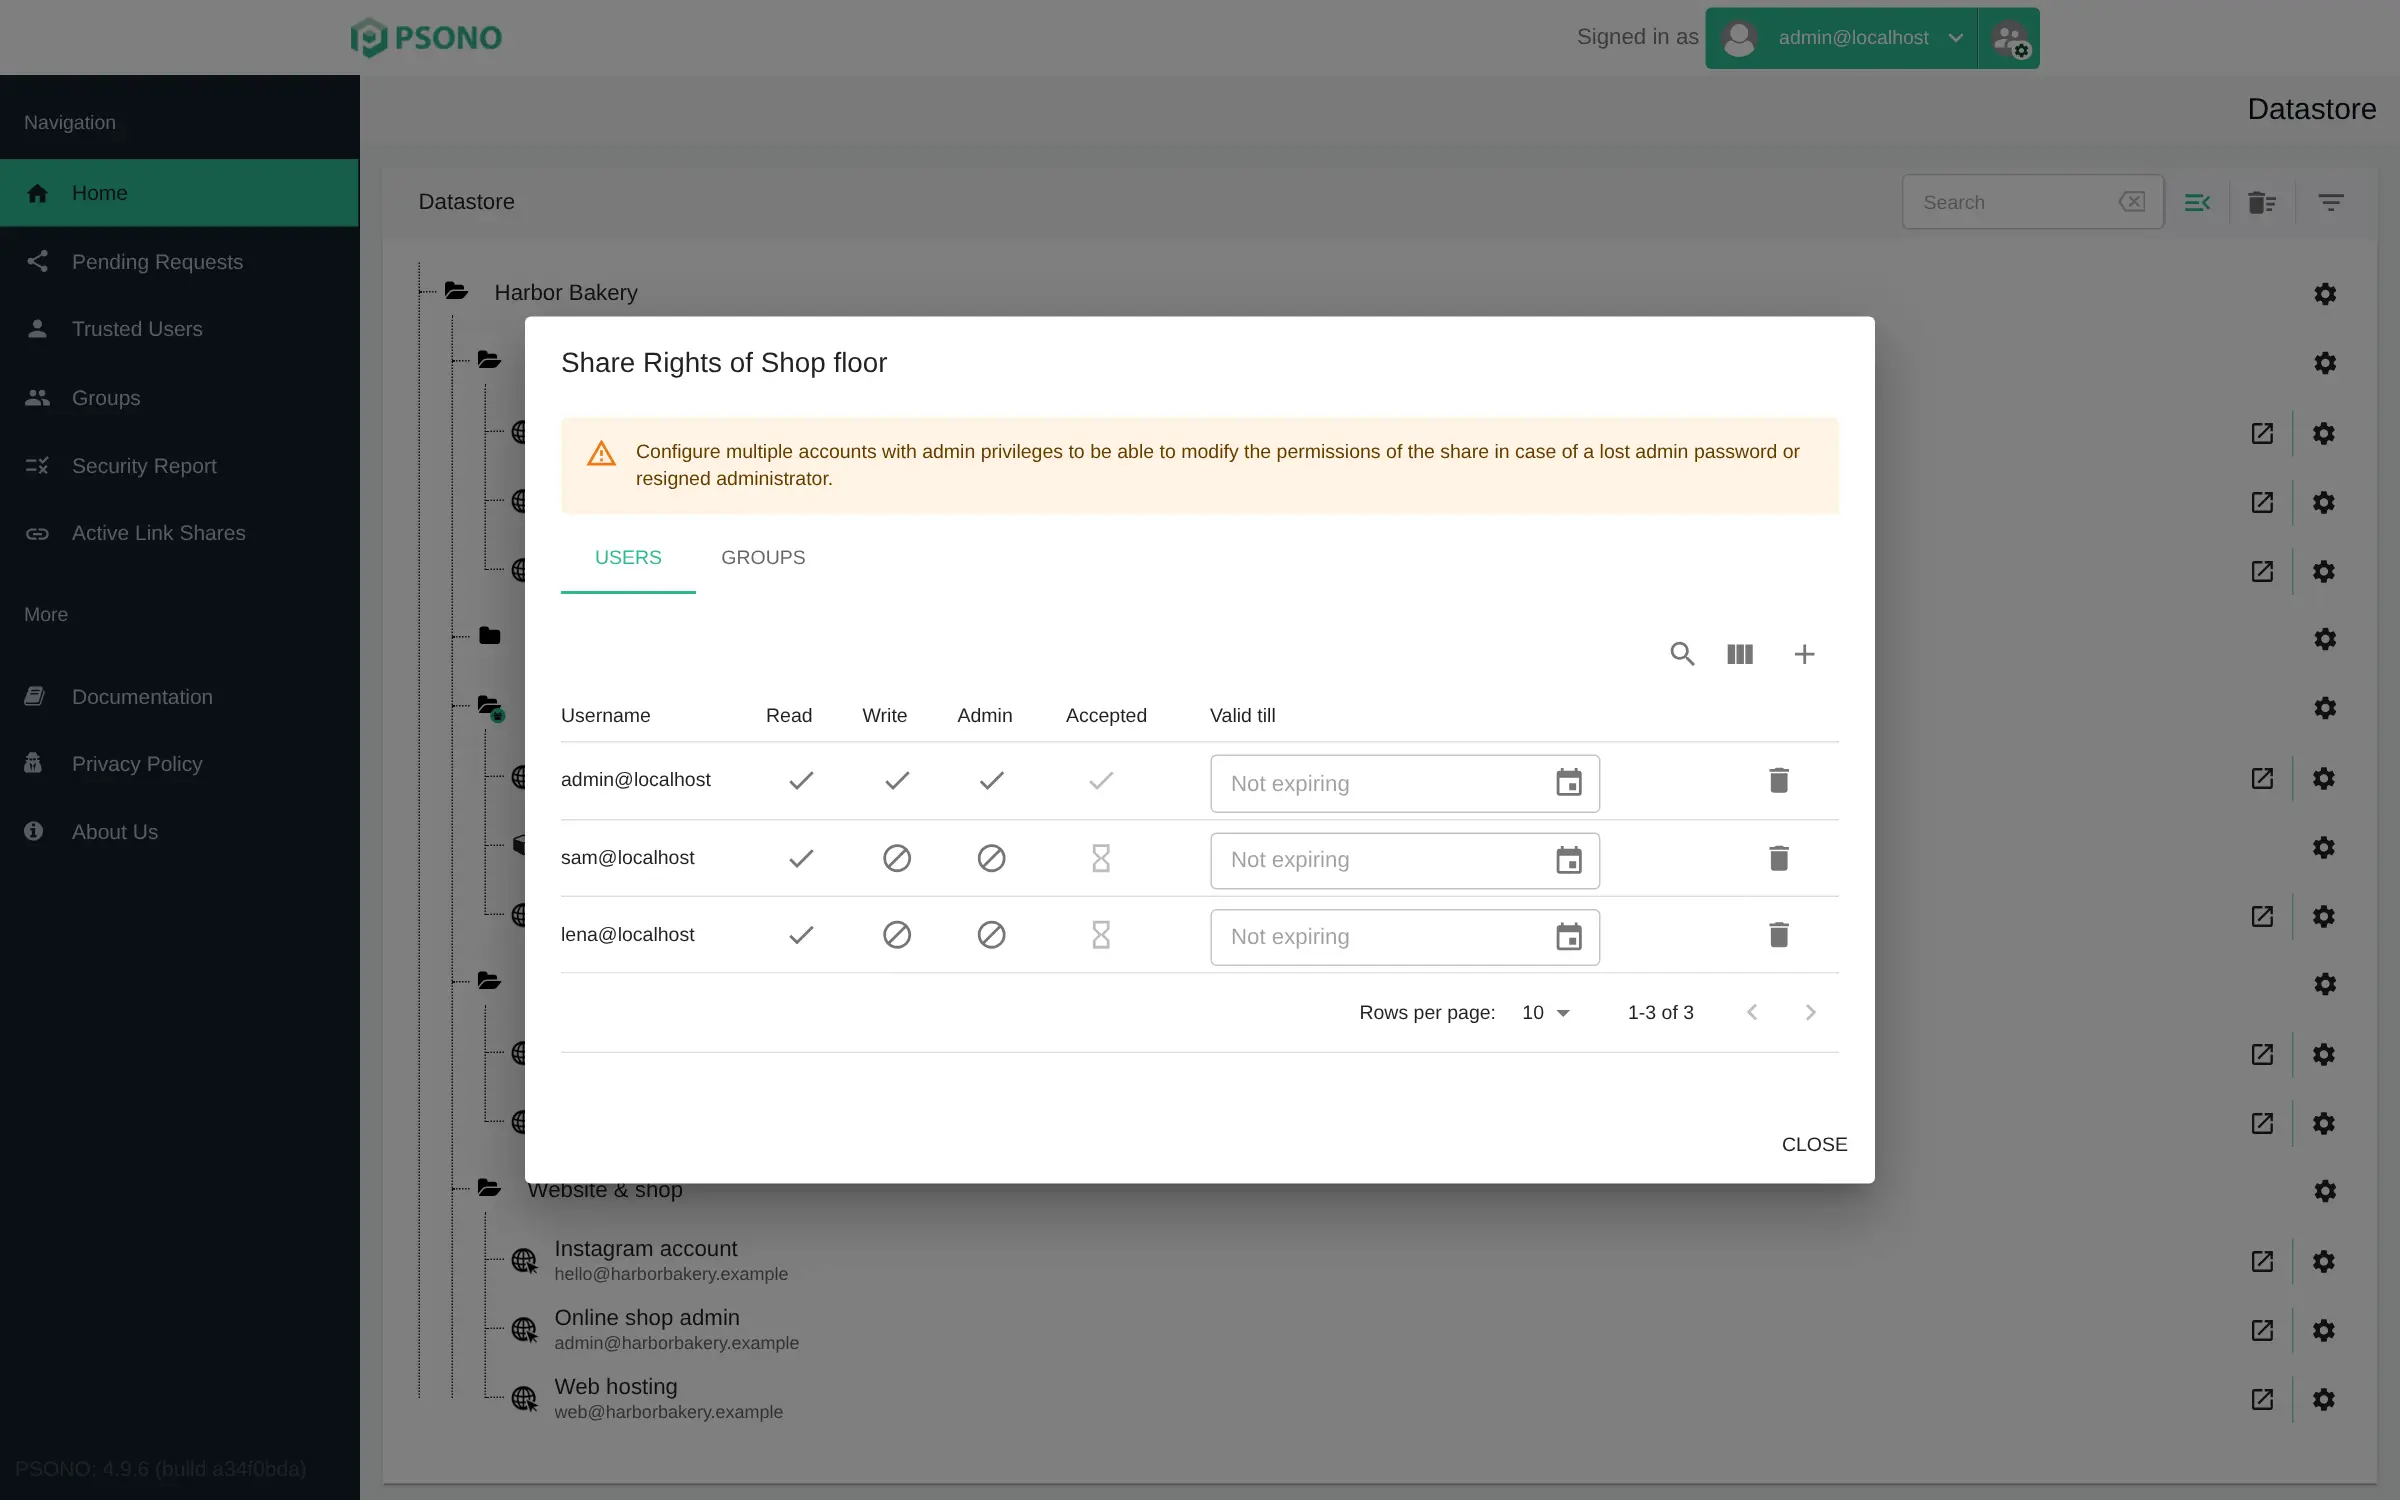 PSONO
Signed in as
admin@localhost
Navigation
Datastore
Home
Datastore
Search
Pending Requests
Harbor Bakery
Trusted Users
Share Rights of Shop floor
Groups
Configure multiple accounts with admin privileges to be able to modify the permissions of the share in case of a lost admin password or
resigned administrator.
Security Report
Active Link Shares
USERS GROUPS
More
Documentation
Username Read Write Admin Accepted Valid till
Privacy Policy
admin@localhost Not expiring
About Us
sam@localhost Not expiring
lena@localhost Not expiring
Rows per page: 10 1-3 of 3
CLOSE
Website & shop
Instagram account
hello@harborbakery.example
Online shop admin
admin@harborbakery.example
Web hosting
web@harborbakery.example
PSONO: 4.9.6 (build a34f0bda)